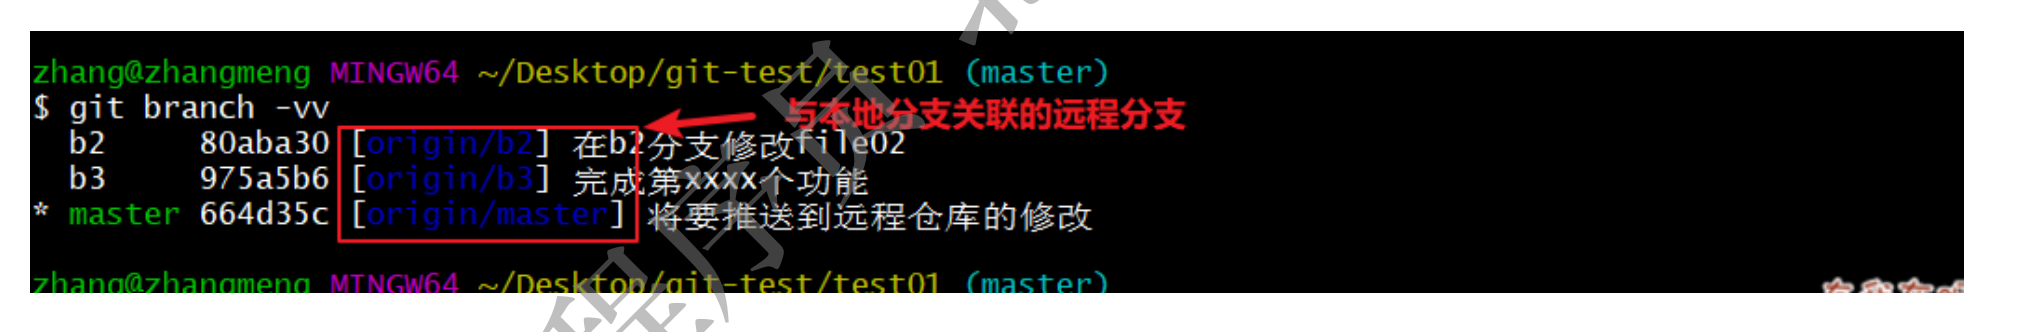 zhang@zhangmeng MINGW64 ~/Desktop/git-test/test01 (master)
$ git branch -vv
与本地分支关联的远程分支
b2 80aba30 [origin/b2] 在b2分支修改file02
b3 975a5b6 [origin/b3] 完成第xxxx个功能
* master 664d35c [origin/master] 将要推送到远程仓库的修改
zhang@zhangmeng MINGW64 ~/Desktop/git-test/test01 (master)
程序员